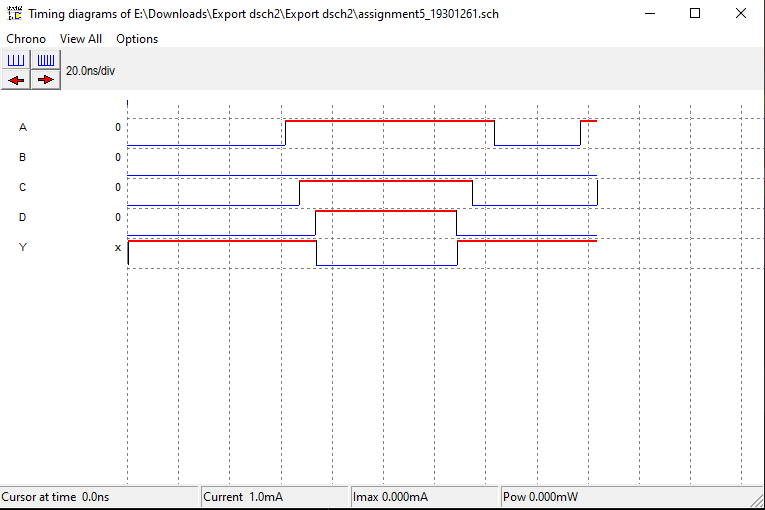 Timing diagrams of E:\Downloads\Export dsch2\Export dsch2\assignment5_19301261.sch
Chrono View All Options
20.0ns/div
A 0
B 0
C 0
D 0
Y x
Cursor at time 0.0ns Current 1.0mA Imax 0.000mA Pow 0.000mW